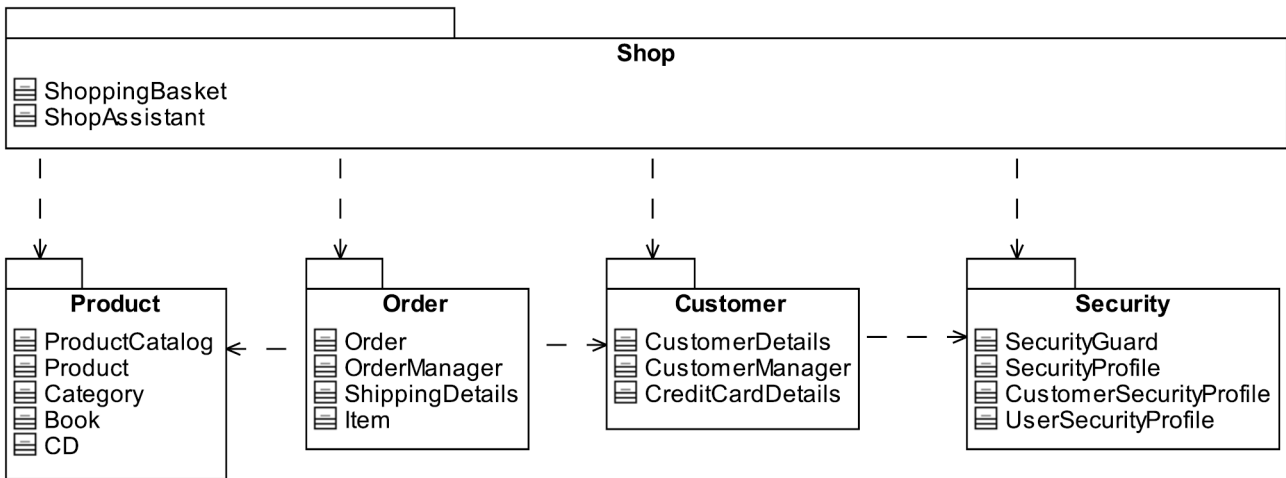 Shop
ShoppingBasket
ShopAssistant
Product
ProductCatalog
Product
Category
Book
CD
Order
Order
OrderManager
ShippingDetails
Item
Customer
CustomerDetails
CustomerManager
CreditCardDetails
Security
SecurityGuard
SecurityProfile
CustomerSecurityProfile
UserSecurityProfile